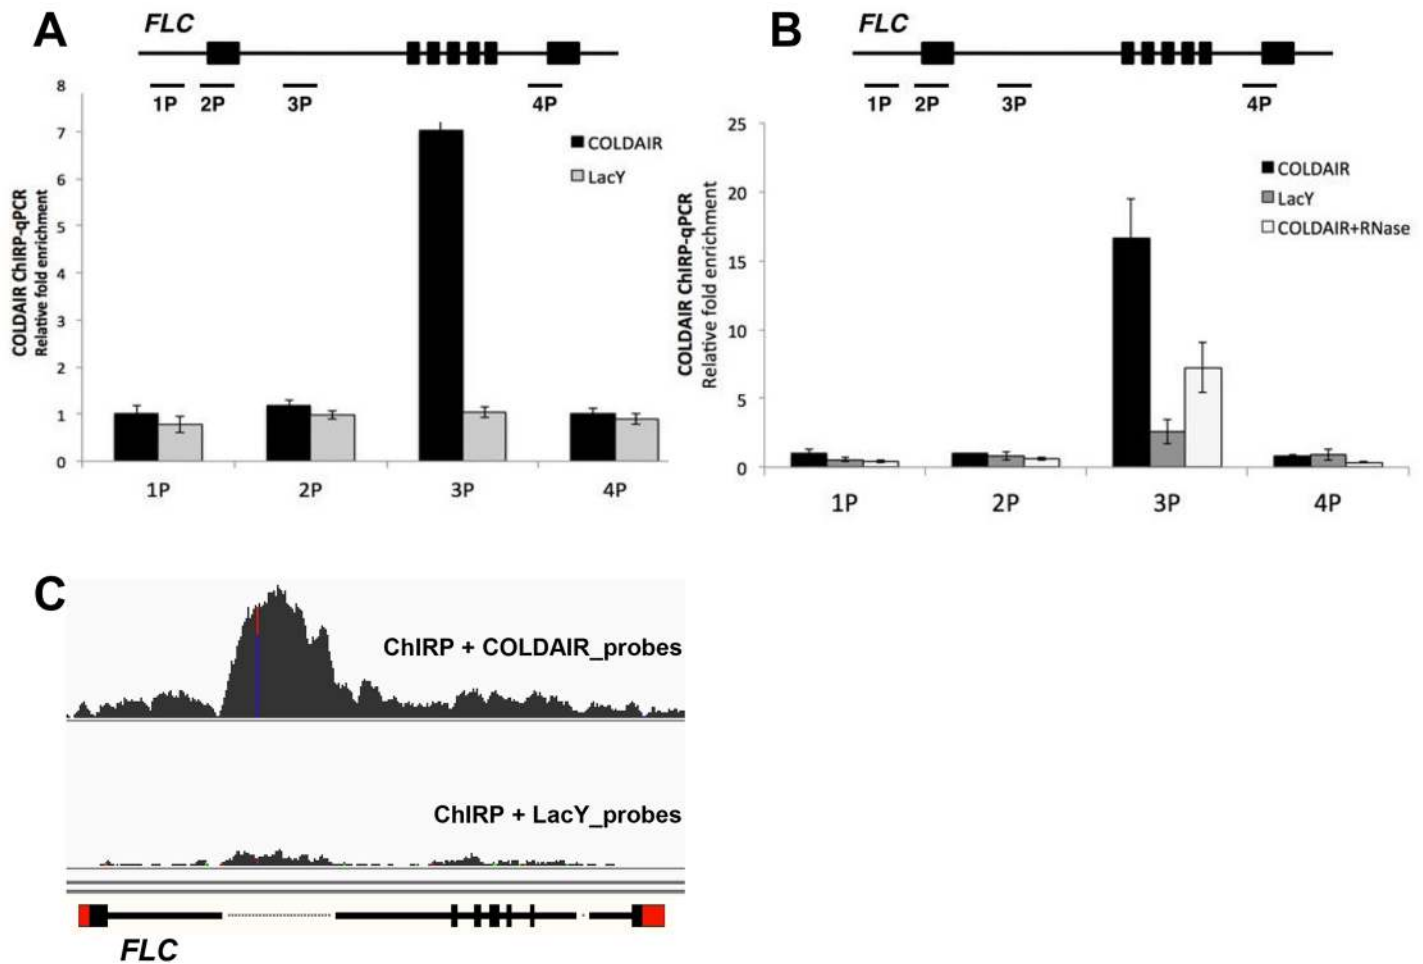 A
FLC
1P 2P 3P 4P
COLDAIR ChIRP-qPCR
Relative fold enrichment
8
7
6
5
4
3
2
1
0
COLDAIR
LacY
1P 2P 3P 4P
B
FLC
1P 2P 3P 4P
COLDAIR ChIRP-qPCR
Relative fold enrichment
25
20
15
10
5
0
COLDAIR
LacY
COLDAIR+RNase
1P 2P 3P 4P
C
ChIRP + COLDAIR_probes
ChIRP + LacY_probes
FLC